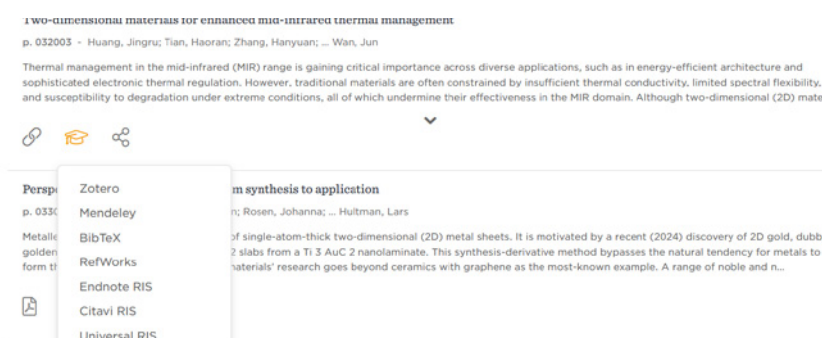 Two-dimensional materials for enhanced mid-infrared thermal management
p. 032003 - Huang, Jingru; Tian, Haoran; Zhang, Hanyuan; ... Wan, Jun
Thermal management in the mid-infrared (MIR) range is gaining critical importance across diverse applications, such as in energy-efficient architecture and
sophisticated electronic thermal regulation. However, traditional materials are often constrained by insufficient thermal conductivity, limited spectral flexibility,
and susceptibility to degradation under extreme conditions, all of which undermine their effectiveness in the MIR domain. Although two-dimensional (2D) mate
Persp m synthesis to application
p. 0330 n; Rosen, Johanna; ... Hultman, Lars
Metalle of single-atom-thick two-dimensional (2D) metal sheets. It is motivated by a recent (2024) discovery of 2D gold, dubb
golden 2 slabs from a Ti 3 AuC 2 nanolaminate. This synthesis-derivative method bypasses the natural tendency for metals to
form th materials' research goes beyond ceramics with graphene as the most-known example. A range of noble and n...
Zotero
Mendeley
BibTeX
RefWorks
Endnote RIS
Citavi RIS
Universal RIS